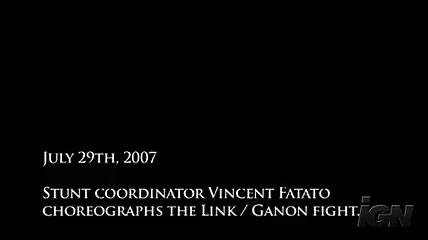 July 29th, 2007
Stunt coordinator Vincent Fatato
choreographs the Link / Ganon fight.
IGN